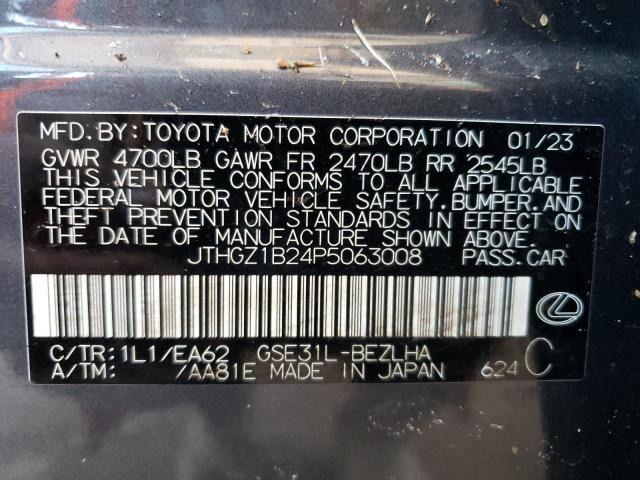 MFD.BY:TOYOTA MOTOR CORPORATION 01/23
GVWR 4700LB GAWR FR 2470LB RR 2545LB
THIS VEHICLE CONFORMS TO ALL APPLICABLE
FEDERAL MOTOR VEHICLE SAFETY,BUMPER,AND
THEFT PREVENTION STANDARDS IN EFFECT ON
THE DATE OF MANUFACTURE SHOWN ABOVE.
JTHGZ1B24P5063008 PASS.CAR
C/TR:1L1/EA62 GSE31L-BEZLHA
A/TM: /AA81E MADE IN JAPAN 624 C